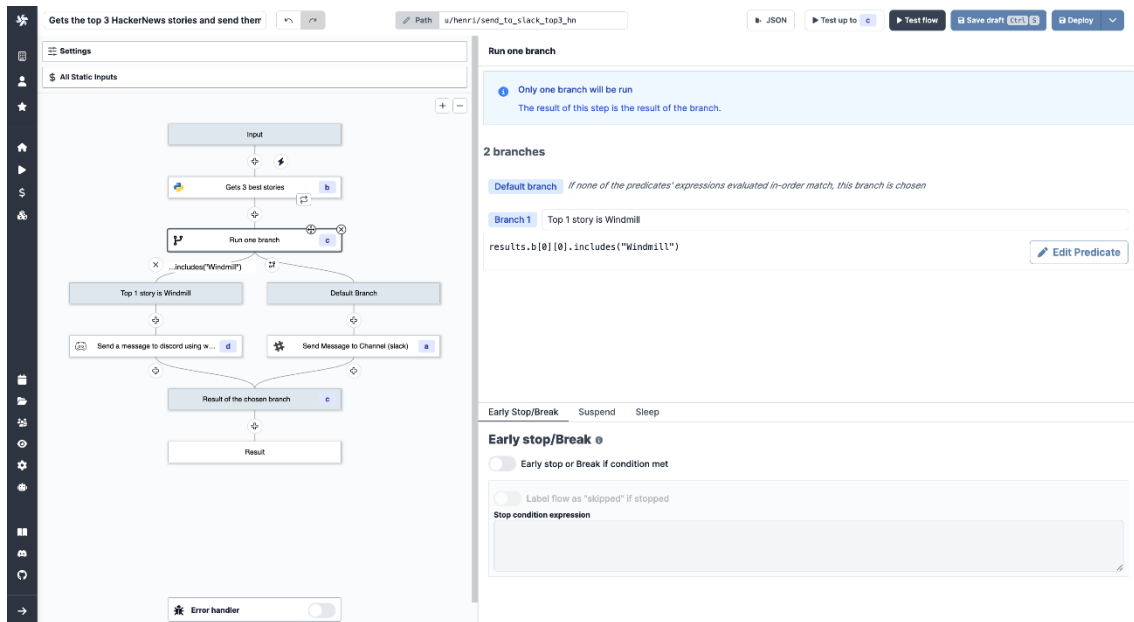 Gets the top 3 HackerNews stories and send them
Path u/henri/send_to_slack_top3_hn
JSON
Test up to c
Test flow
Save draft Ctrl S
Deploy
Settings
$ All Static Inputs
Input
Gets 3 best stories b
Run one branch c
...includes("Windmill")
Top 1 story is Windmill
Default Branch
Send a message to discord using w... d
Send Message to Channel (slack) a
Result of the chosen branch c
Result
Error handler
Run one branch
Only one branch will be run
The result of this step is the result of the branch.
2 branches
Default branch If none of the predicates' expressions evaluated in-order match, this branch is chosen
Branch 1 Top 1 story is Windmill
results.b[0][0].includes("Windmill")
Edit Predicate
Early Stop/Break Suspend Sleep
Early stop/Break
Early stop or Break if condition met
Label flow as "skipped" if stopped
Stop condition expression